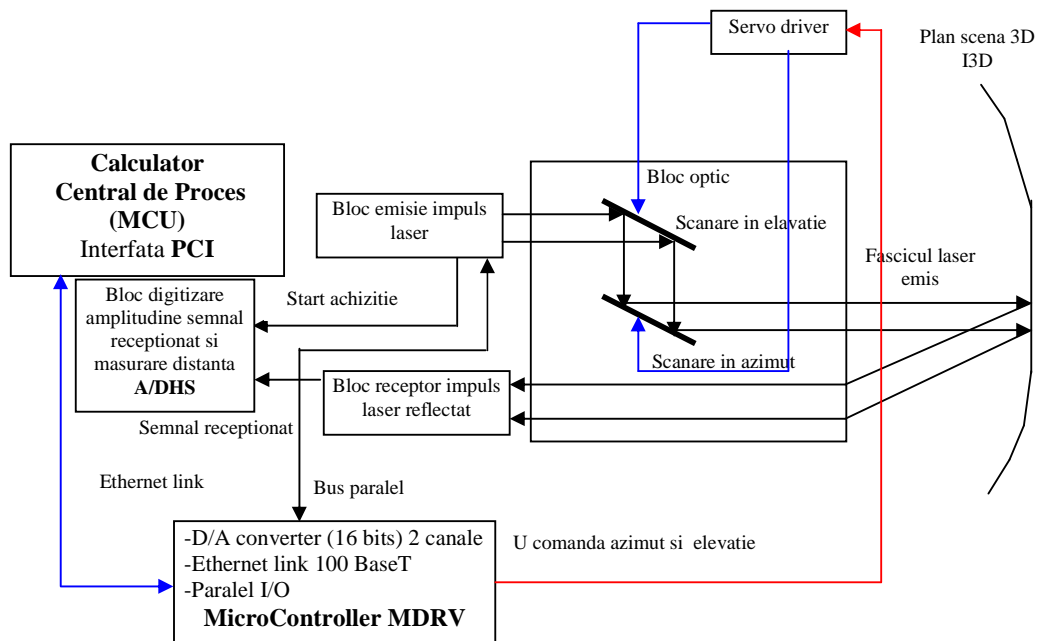 Servo driver
Plan scena 3D
I3D
Calculator
Central de Proces
(MCU)
Interfata PCI
Bloc optic
Bloc emisie impuls
laser
Scanare in elavatie
Fascicul laser
emis
Bloc digitizare
amplitudine semnal
receptionat si
masurare distanta
A/DHS
Start achizitie
Scanare in azimut
Bloc receptor impuls
laser reflectat
Semnal receptionat
Ethernet link
Bus paralel
-D/A converter (16 bits) 2 canale
-Ethernet link 100 BaseT
-Paralel I/O
MicroController MDRV
U comanda azimut si elevatie